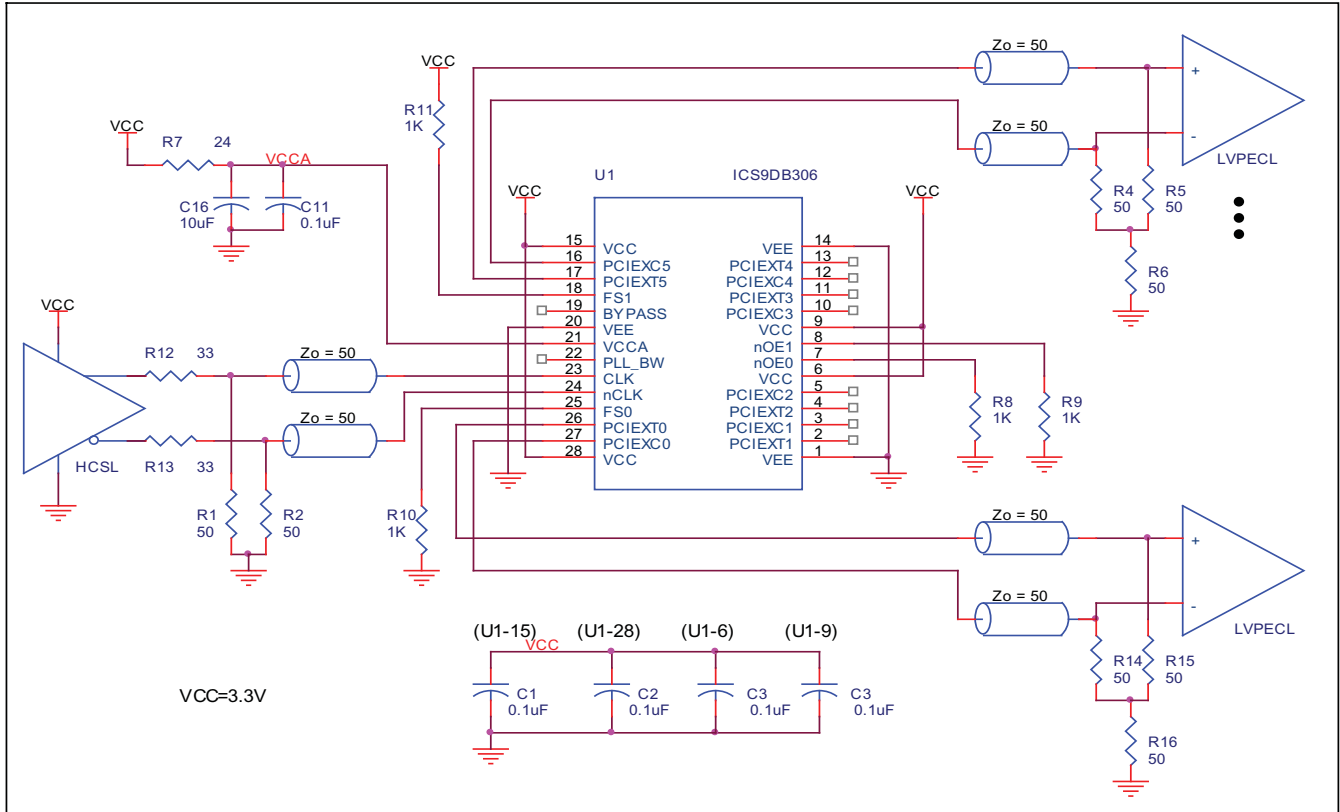 VCC
R11
1K
VCC
R7 24
VCCA
C16
10uF
C11
0.1uF
Zo = 50
+
Zo = 50
-
LVPECL
R4
50
R5
50
R6
50
U1 ICS9DB306
VCC
VCC
15 VCC
16 PCIEXC5
17 PCIEXT5
18 FS1
19 BYPASS
20 VEE
21 VCCA
22 PLL_BW
23 CLK
24 nCLK
25 FS0
26 PCIEXT0
27 PCIEXC0
28 VCC
VEE 14
PCIEXT4 13
PCIEXC4 12
PCIEXT3 11
PCIEXC3 10
VCC 9
nOE1 8
nOE0 7
VCC 6
PCIEXC2 5
PCIEXT2 4
PCIEXC1 3
PCIEXT1 2
VEE 1
VCC
HCSL
R12 33
R13 33
Zo = 50
Zo = 50
R1
50
R2
50
R10
1K
R8
1K
R9
1K
Zo = 50
+
Zo = 50
-
LVPECL
R14
50
R15
50
R16
50
(U1-15) (U1-28) (U1-6) (U1-9)
VCC
C1
0.1uF
C2
0.1uF
C3
0.1uF
C3
0.1uF
VCC=3.3V